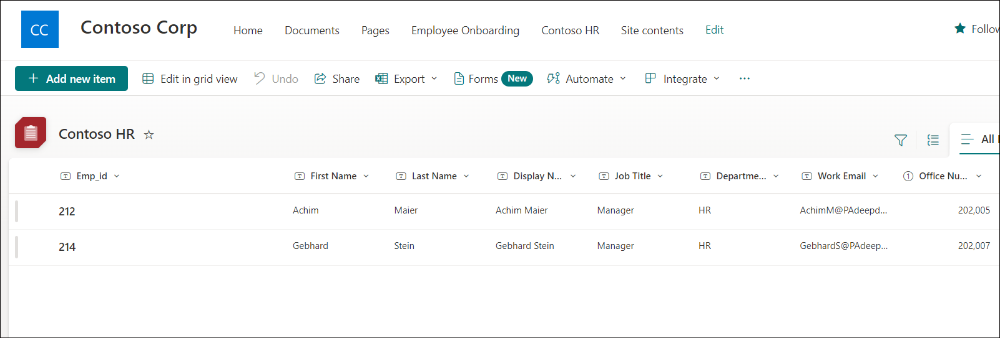 CC Contoso Corp Home Documents Pages Employee Onboarding Contoso HR Site contents Edit Follow
+ Add new item Edit in grid view Undo Share Export Forms New Automate Integrate ...
Contoso HR All
Emp_id First Name Last Name Display N... Job Title Departme... Work Email Office Nu...
212 Achim Maier Achim Maier Manager HR AchimM@PAdeepd... 202,005
214 Gebhard Stein Gebhard Stein Manager HR GebhardS@PAdeep... 202,007